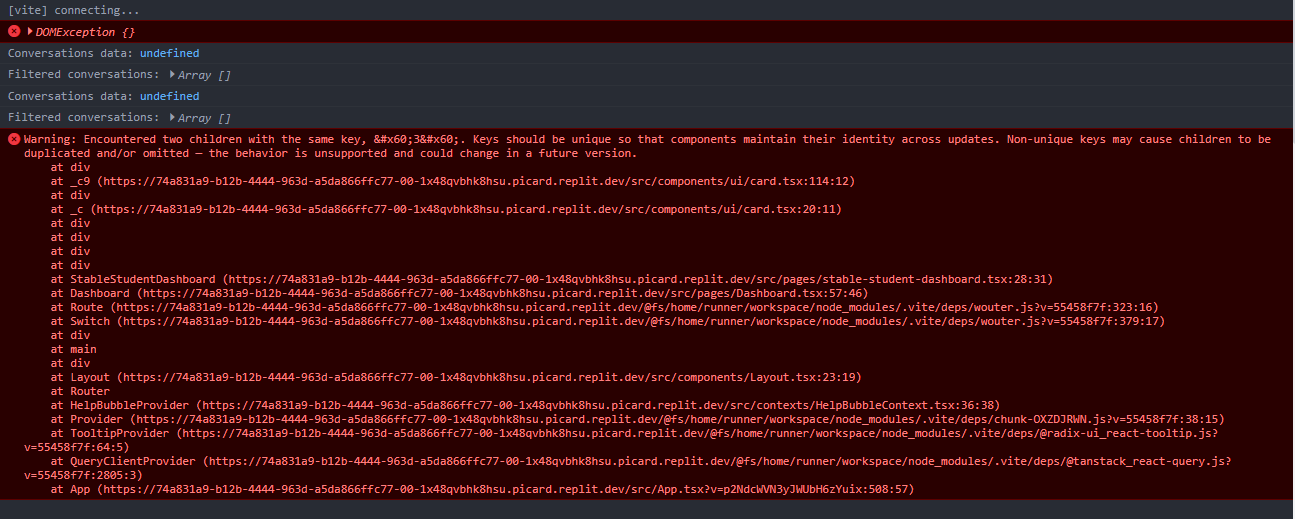 [vite] connecting...
DOMException {}
Conversations data: undefined
Filtered conversations: Array []
Conversations data: undefined
Filtered conversations: Array []
Warning: Encountered two children with the same key, &#x60;3&#x60;. Keys should be unique so that components maintain their identity across updates. Non-unique keys may cause children to be
duplicated and/or omitted — the behavior is unsupported and could change in a future version.
at div
at _c9 (https://74a831a9-b12b-4444-963d-a5da866ffc77-00-1x48qvbhk8hsu.picard.replit.dev/src/components/ui/card.tsx:114:12)
at div
at _c (https://74a831a9-b12b-4444-963d-a5da866ffc77-00-1x48qvbhk8hsu.picard.replit.dev/src/components/ui/card.tsx:20:11)
at div
at div
at div
at div
at StableStudentDashboard (https://74a831a9-b12b-4444-963d-a5da866ffc77-00-1x48qvbhk8hsu.picard.replit.dev/src/pages/stable-student-dashboard.tsx:28:31)
at Dashboard (https://74a831a9-b12b-4444-963d-a5da866ffc77-00-1x48qvbhk8hsu.picard.replit.dev/src/pages/Dashboard.tsx:57:46)
at Route (https://74a831a9-b12b-4444-963d-a5da866ffc77-00-1x48qvbhk8hsu.picard.replit.dev/@fs/home/runner/workspace/node_modules/.vite/deps/wouter.js?v=55458f7f:323:16)
at Switch (https://74a831a9-b12b-4444-963d-a5da866ffc77-00-1x48qvbhk8hsu.picard.replit.dev/@fs/home/runner/workspace/node_modules/.vite/deps/wouter.js?v=55458f7f:379:17)
at div
at main
at div
at Layout (https://74a831a9-b12b-4444-963d-a5da866ffc77-00-1x48qvbhk8hsu.picard.replit.dev/src/components/Layout.tsx:23:19)
at Router
at HelpBubbleProvider (https://74a831a9-b12b-4444-963d-a5da866ffc77-00-1x48qvbhk8hsu.picard.replit.dev/src/contexts/HelpBubbleContext.tsx:36:38)
at Provider (https://74a831a9-b12b-4444-963d-a5da866ffc77-00-1x48qvbhk8hsu.picard.replit.dev/@fs/home/runner/workspace/node_modules/.vite/deps/chunk-OXZDJRWN.js?v=55458f7f:38:15)
at TooltipProvider (https://74a831a9-b12b-4444-963d-a5da866ffc77-00-1x48qvbhk8hsu.picard.replit.dev/@fs/home/runner/workspace/node_modules/.vite/deps/@radix-ui_react-tooltip.js?
v=55458f7f:64:5)
at QueryClientProvider (https://74a831a9-b12b-4444-963d-a5da866ffc77-00-1x48qvbhk8hsu.picard.replit.dev/@fs/home/runner/workspace/node_modules/.vite/deps/@tanstack_react-query.js?
v=55458f7f:2805:3)
at App (https://74a831a9-b12b-4444-963d-a5da866ffc77-00-1x48qvbhk8hsu.picard.replit.dev/src/App.tsx?v=p2NdcWVN3yJWUbH6zYuix:508:57)